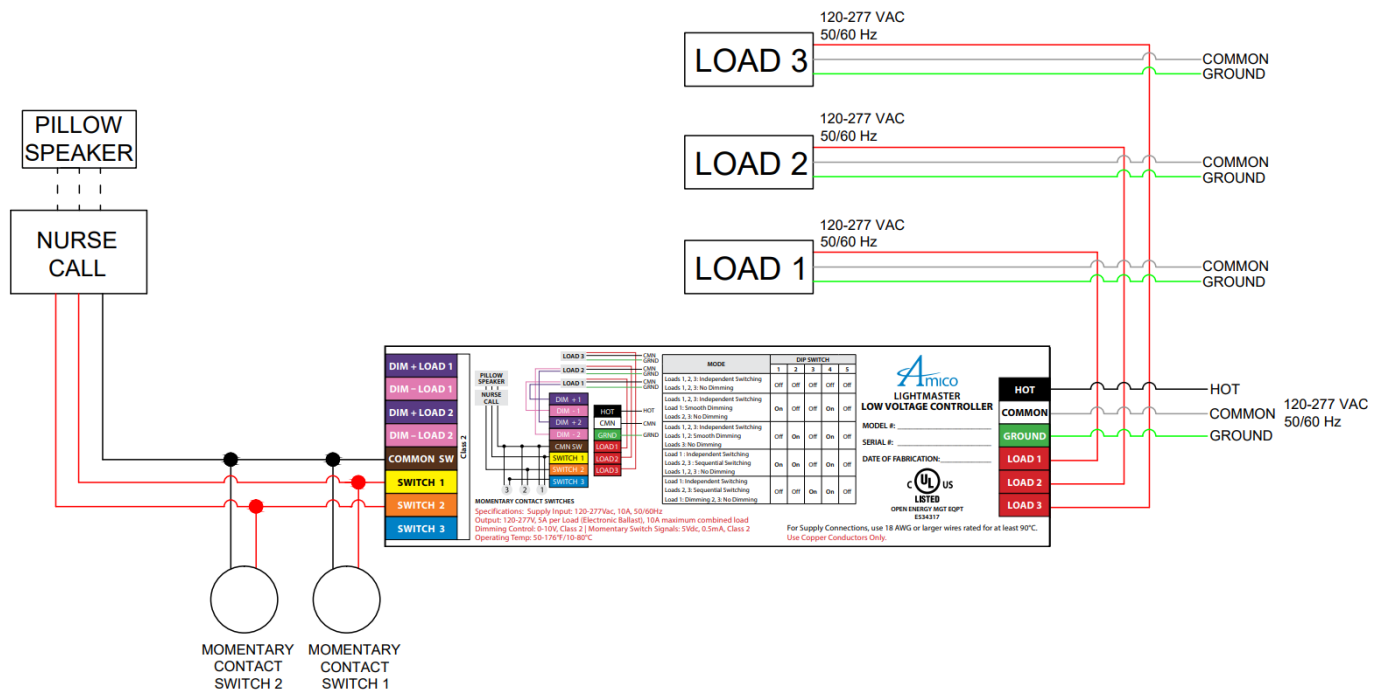 120-277 VAC
50/60 Hz
LOAD 3
COMMON
GROUND
120-277 VAC
50/60 Hz
LOAD 2
COMMON
GROUND
120-277 VAC
50/60 Hz
LOAD 1
COMMON
GROUND
PILLOW
SPEAKER
NURSE
CALL
DIM + LOAD 1
DIM – LOAD 1
DIM + LOAD 2
DIM – LOAD 2
COMMON SW
SWITCH 1
SWITCH 2
SWITCH 3
Class 2
LOAD 3
CMN
GRND
LOAD 2
CMN
GRND
LOAD 1
CMN
GRND
PILLOW
SPEAKER
NURSE
CALL
DIM + 1
DIM - 1
DIM + 2
DIM - 2
CMN SW
SWITCH 1
SWITCH 2
SWITCH 3
HOT
CMN
GRND
LOAD 1
LOAD 2
LOAD 3
HOT
CMN
GRND
3 2 1
MOMENTARY CONTACT SWITCHES
Specifications: Supply Input: 120-277Vac, 10A, 50/60Hz
Output: 120-277V, 5A per Load (Electronic Ballast), 10A maximum combined load
Dimming Control: 0-10V, Class 2 | Momentary Switch Signals: 5Vdc, 0.5mA, Class 2
Operating Temp: 50-176°F/10-80°C
MODE DIP SWITCH
1 2 3 4 5
Loads 1, 2, 3: Independent Switching
Loads 1, 2, 3: No Dimming
Off Off Off Off Off
Loads 1, 2, 3: Independent Switching
Load 1: Smooth Dimming
Loads 2, 3: No Dimming
On Off Off On Off
Loads 1, 2, 3: Independent Switching
Loads 1, 2: Smooth Dimming
Loads 3: No Dimming
Off On Off On Off
Load 1 : Independent Switching
Loads 2, 3 : Sequential Switching
Loads 1, 2, 3 : No Dimming
On On Off Off Off
Load 1: Independent Switching
Loads 2, 3: Sequential Switching
Load 1: Dimming 2, 3: No Dimming
Off Off On On Off
Amico
LIGHTMASTER
LOW VOLTAGE CONTROLLER
MODEL #:
SERIAL #:
DATE OF FABRICATION:
C UL US
LISTED
OPEN ENERGY MGT EQPT
E534317
For Supply Connections, use 18 AWG or larger wires rated for at least 90°C.
Use Copper Conductors Only.
HOT
COMMON
GROUND
LOAD 1
LOAD 2
LOAD 3
HOT
COMMON
GROUND
120-277 VAC
50/60 Hz
MOMENTARY
CONTACT
SWITCH 2
MOMENTARY
CONTACT
SWITCH 1